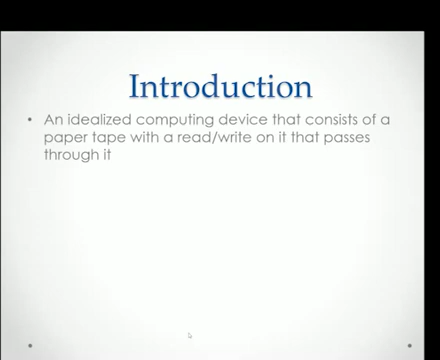 Introduction
• An idealized computing device that consists of a
paper tape with a read/write on it that passes
through it